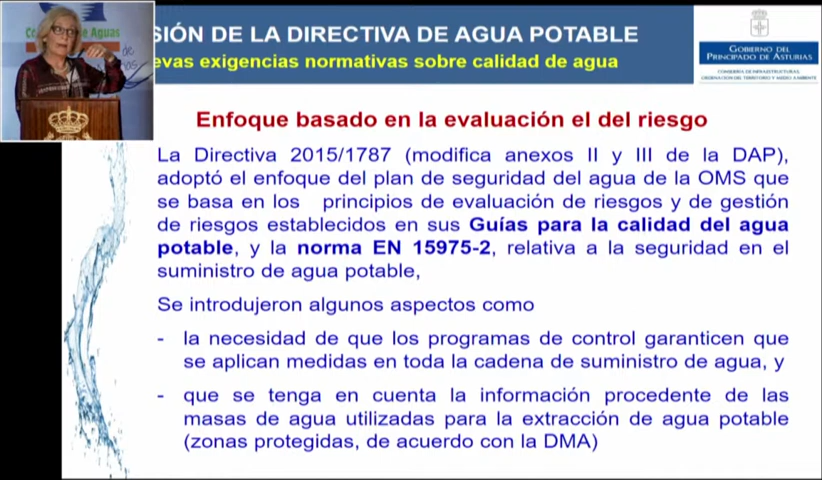 de Aguas
SIÓN DE LA DIRECTIVA DE AGUA POTABLE
evas exigencias normativas sobre calidad de agua
GOBIERNO DEL
PRINCIPADO DE ASTURIAS
CONSEJERÍA DE INFRAESTRUCTURAS,
ORDENACIÓN DEL TERRITORIO Y MEDIO AMBIENTE
Enfoque basado en la evaluación el del riesgo
La Directiva 2015/1787 (modifica anexos II y III de la DAP),
adoptó el enfoque del plan de seguridad del agua de la OMS que
se basa en los principios de evaluación de riesgos y de gestión
de riesgos establecidos en sus Guías para la calidad del agua
potable, y la norma EN 15975-2, relativa a la seguridad en el
suministro de agua potable,
Se introdujeron algunos aspectos como
- la necesidad de que los programas de control garanticen que
se aplican medidas en toda la cadena de suministro de agua, y
- que se tenga en cuenta la información procedente de las
masas de agua utilizadas para la extracción de agua potable
(zonas protegidas, de acuerdo con la DMA)